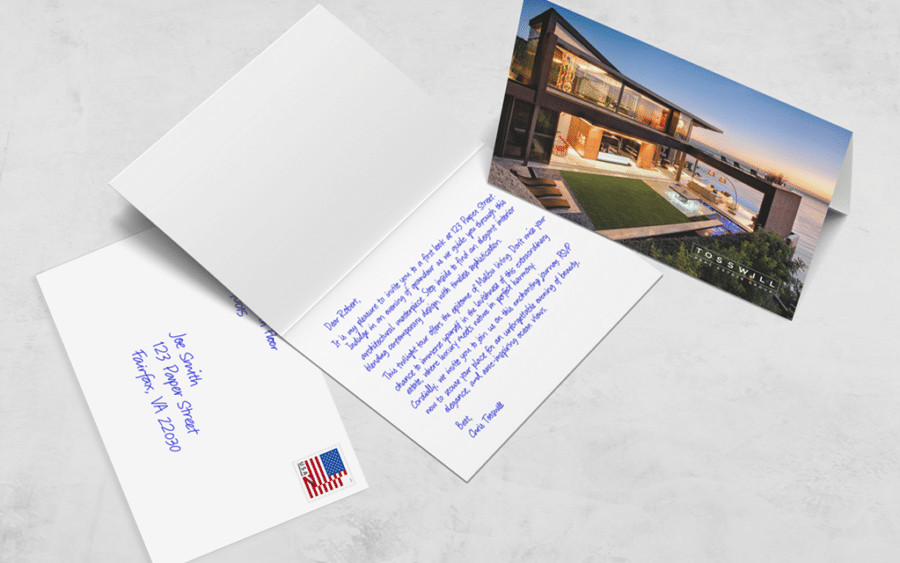 Dear Robert,
It is my pleasure to invite you to a first look at 123 Paper Street.
Indulge in an evening of grandeur as we guide you through this
architectural masterpiece. Step inside to find an elegant interior
blending contemporary design with timeless sophistication.
This twilight tour offers the epitome of Malibu living. Don't miss your
chance to immerse yourself in the lavishness of this extraordinary
estate, where luxury meets nature in perfect harmony.
Cordially, we invite you to join us on this enchanting journey. RSVP
now to secure your place for an unforgettable evening of beauty,
elegance, and awe-inspiring ocean views.
Best,
Chris Tosswill
TOSSWILL
Floor
Joe Smith
123 Paper Street
Fairfax, VA 22030
USA